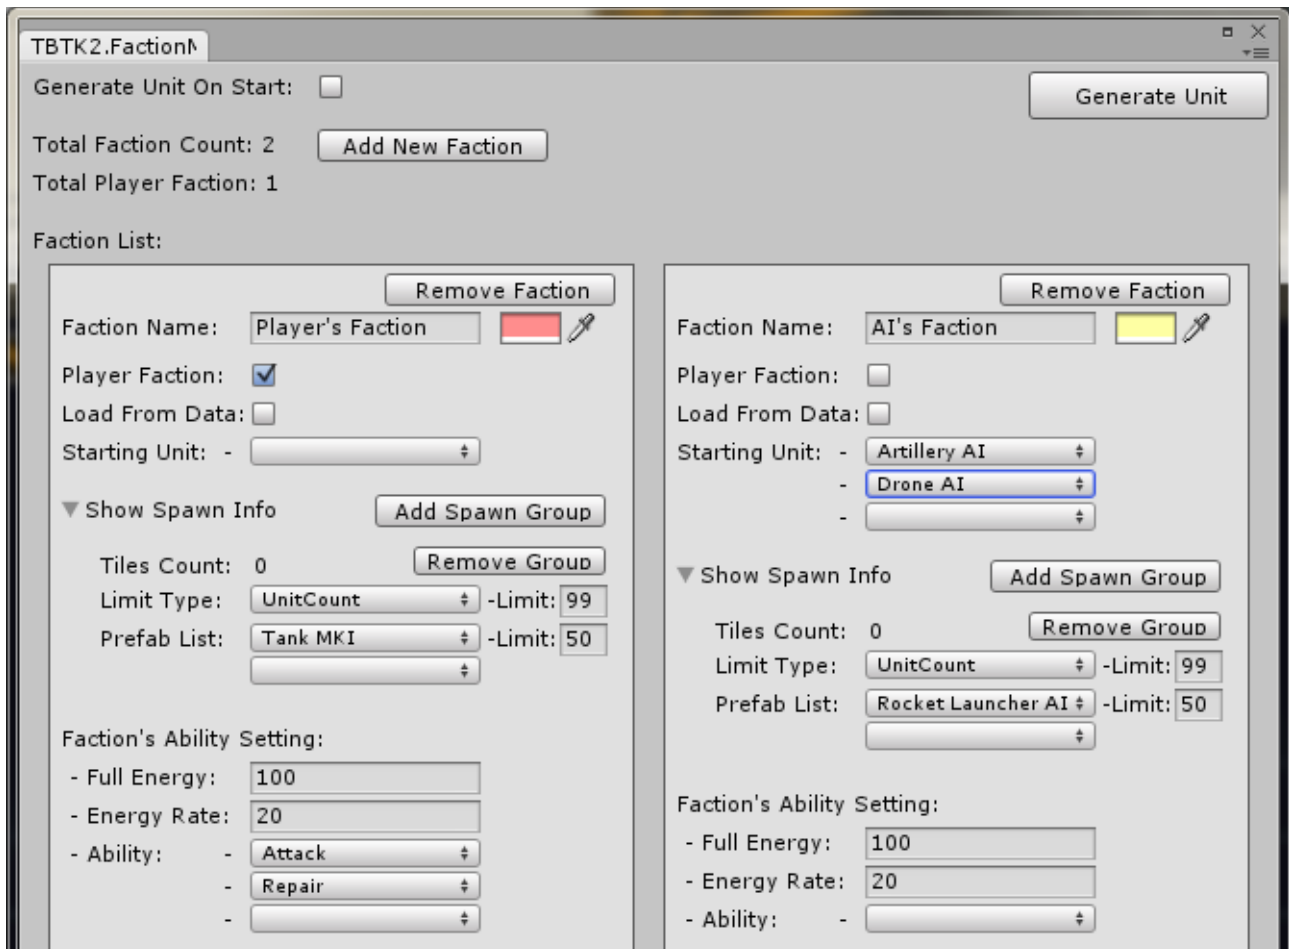 TBTK2.FactionM
Generate Unit On Start:
Generate Unit
Total Faction Count: 2
Add New Faction
Total Player Faction: 1
Faction List:
Remove Faction
Faction Name: Player's Faction
Player Faction:
Load From Data:
Starting Unit: -
Show Spawn Info
Add Spawn Group
Tiles Count: 0
Remove Group
Limit Type: UnitCount -Limit: 99
Prefab List: Tank MKI -Limit: 50
Faction's Ability Setting:
- Full Energy: 100
- Energy Rate: 20
- Ability: - Attack
- Repair
-
Remove Faction
Faction Name: AI's Faction
Player Faction:
Load From Data:
Starting Unit: - Artillery AI
- Drone AI
-
Show Spawn Info
Add Spawn Group
Tiles Count: 0
Remove Group
Limit Type: UnitCount -Limit: 99
Prefab List: Rocket Launcher AI -Limit: 50
Faction's Ability Setting:
- Full Energy: 100
- Energy Rate: 20
- Ability: -